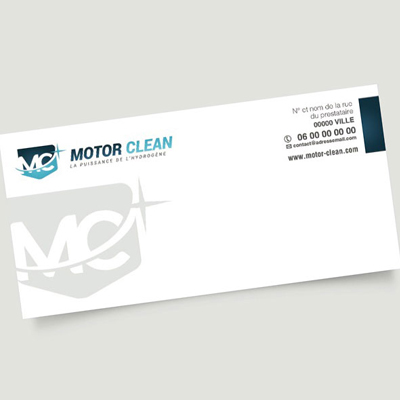 MC
MOTOR CLEAN
LA PUISSANCE DE L'HYDROGÈNE
N° et nom de la rue
du prestataire
00000 VILLE
06 00 00 00 00
contact@adressemail.com
www.motor-clean.com
MC